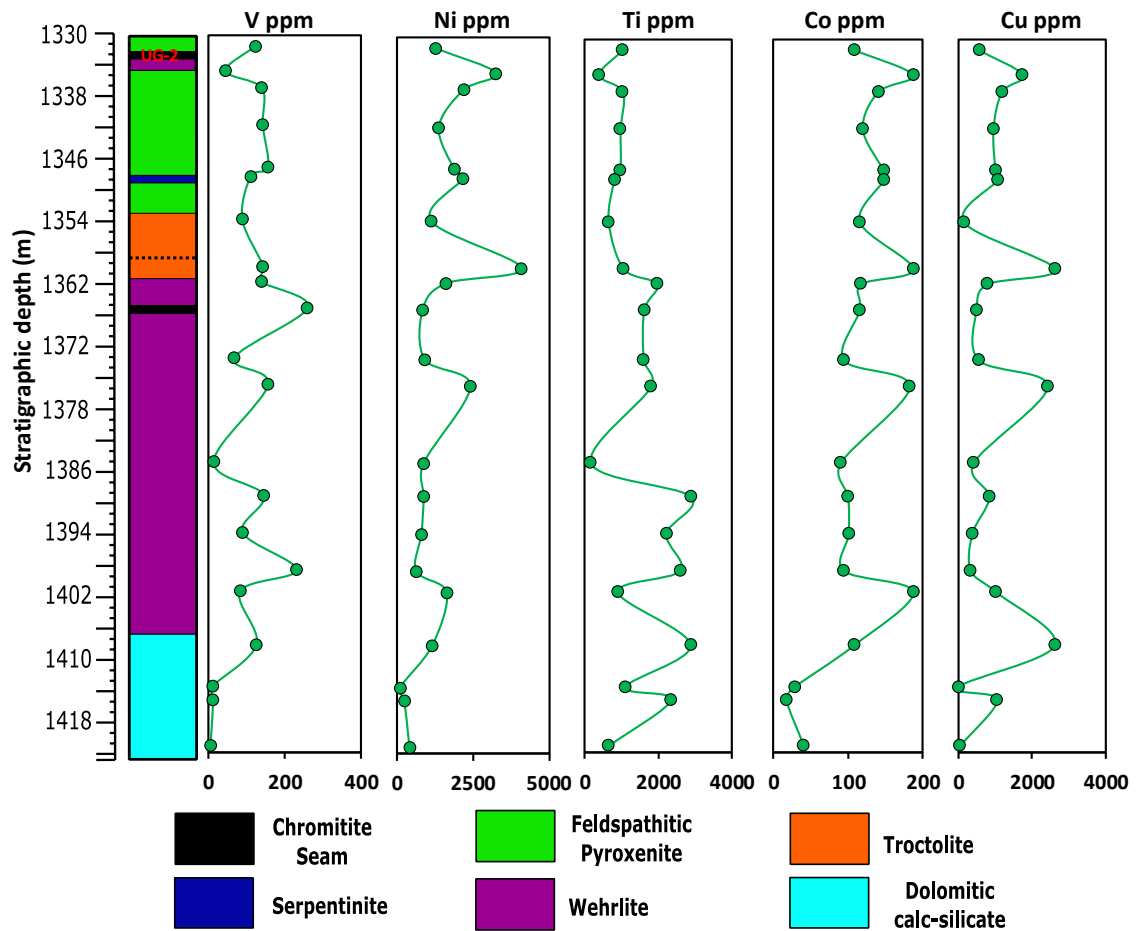 V ppm
Ni ppm
Ti ppm
Co ppm
Cu ppm
Stratigraphic depth (m)
1330
1338
1346
1354
1362
1372
1378
1386
1394
1402
1410
1418
UG-2
0 200 400
0 2500 5000
0 2000 4000
0 100 200
0 2000 4000
Chromitite
Seam
Feldspathitic
Pyroxenite
Troctolite
Serpentinite
Wehrlite
Dolomitic
calc-silicate